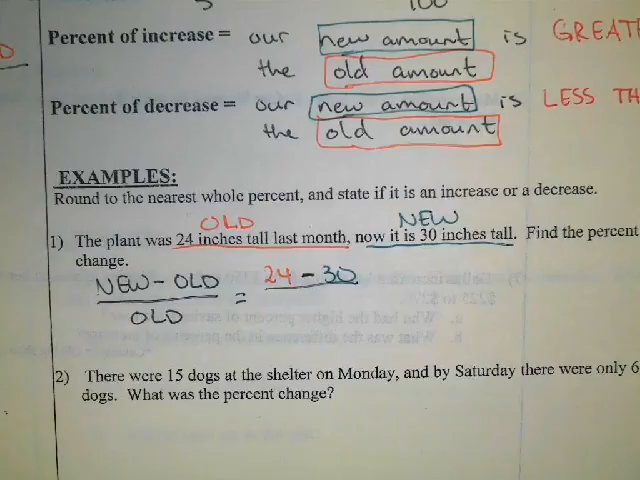 100
Percent of increase = our new amount is
the old amount
Percent of decrease = our new amount is LESS
the old amount
EXAMPLES:
Round to the nearest whole percent, and state if it is an increase or a decrease.
OLD NEW
1) The plant was 24 inches tall last month, now it is 30 inches tall. Find the percent
change.
NEW - OLD = 24 - 30
OLD
2) There were 15 dogs at the shelter on Monday, and by Saturday there were only 6
dogs. What was the percent change?